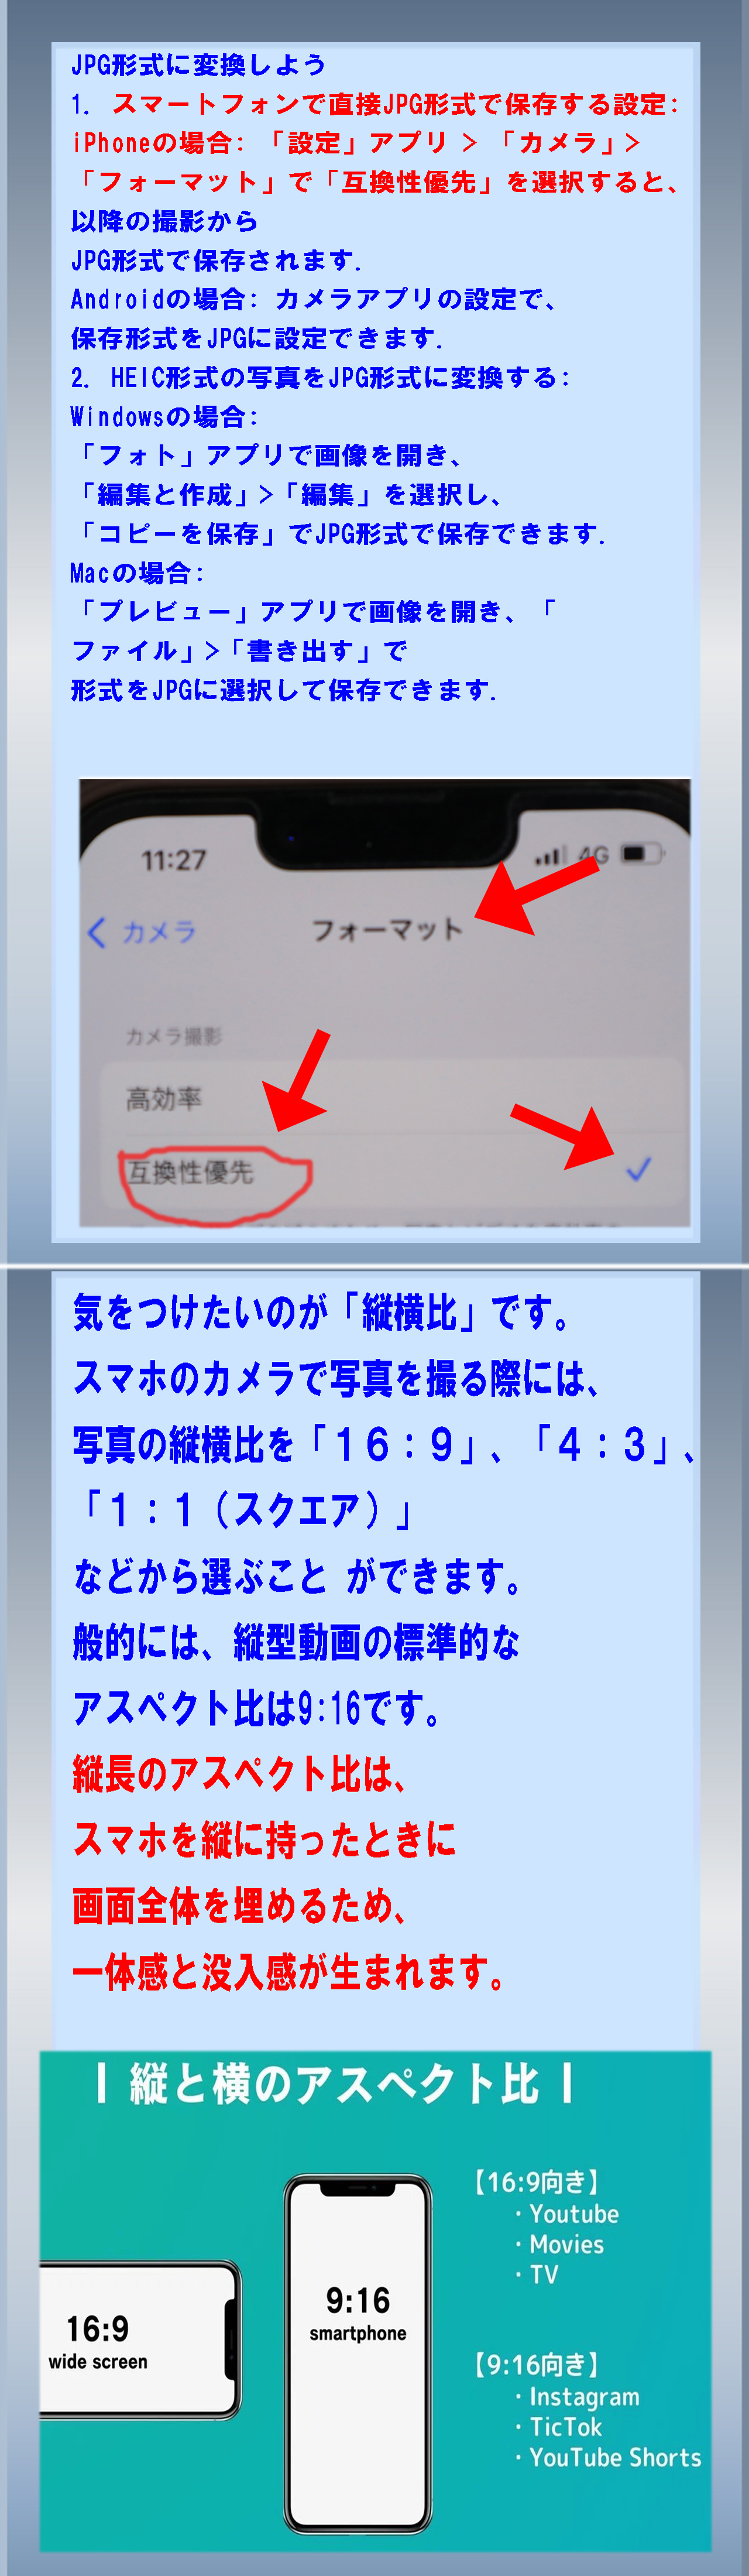 JPG形式に変換しよう
1. スマートフォンで直接JPG形式で保存する設定:
iPhoneの場合: 「設定」アプリ > 「カメラ」>
「フォーマット」で「互換性優先」を選択すると、
以降の撮影から
JPG形式で保存されます.
Androidの場合: カメラアプリの設定で、
保存形式をJPGに設定できます.
2. HEIC形式の写真をJPG形式に変換する:
Windowsの場合:
「フォト」アプリで画像を開き、
「編集と作成」>「編集」を選択し、
「コピーを保存」でJPG形式で保存できます.
Macの場合:
「プレビュー」アプリで画像を開き、「
ファイル」>「書き出す」で
形式をJPGに選択して保存できます.
11:27
4G
カメラ
フォーマット
カメラ撮影
高効率
互換性優先
気をつけたいのが「縦横比」です。
スマホのカメラで写真を撮る際には、
写真の縦横比を「１６：９」、「４：３」、
「１：１（スクエア）」
などから選ぶこと ができます。
般的には、縦型動画の標準的な
アスペクト比は9:16です。
縦長のアスペクト比は、
スマホを縦に持ったときに
画面全体を埋めるため、
一体感と没入感が生まれます。
| 縦と横のアスペクト比 |
16:9
wide screen
9:16
smartphone
【16:9向き】
・Youtube
・Movies
・TV
【9:16向き】
・Instagram
・TicTok
・YouTube Shorts